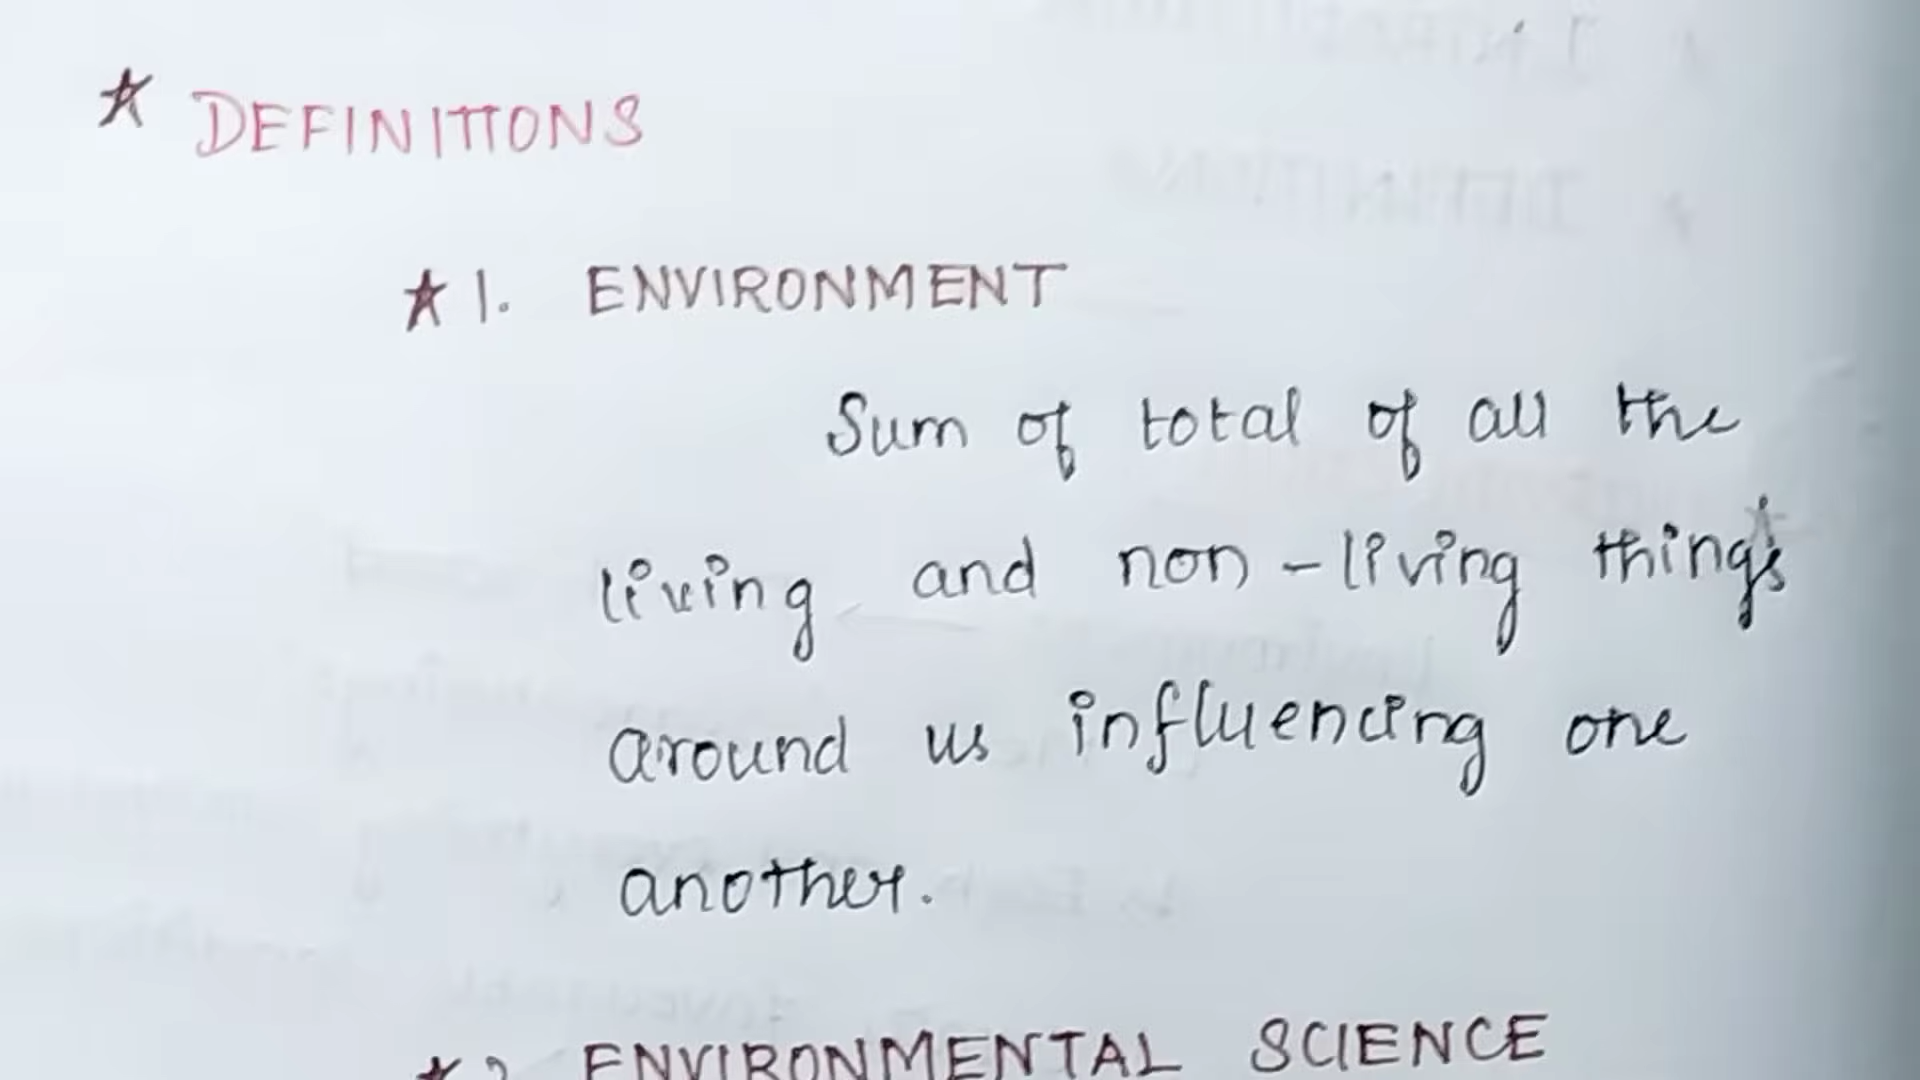 ★ DEFINITIONS
★ 1. ENVIRONMENT
Sum of total of all the
living and non-living things
around us influencing one
another.
★ 2 ENVIRONMENTAL SCIENCE